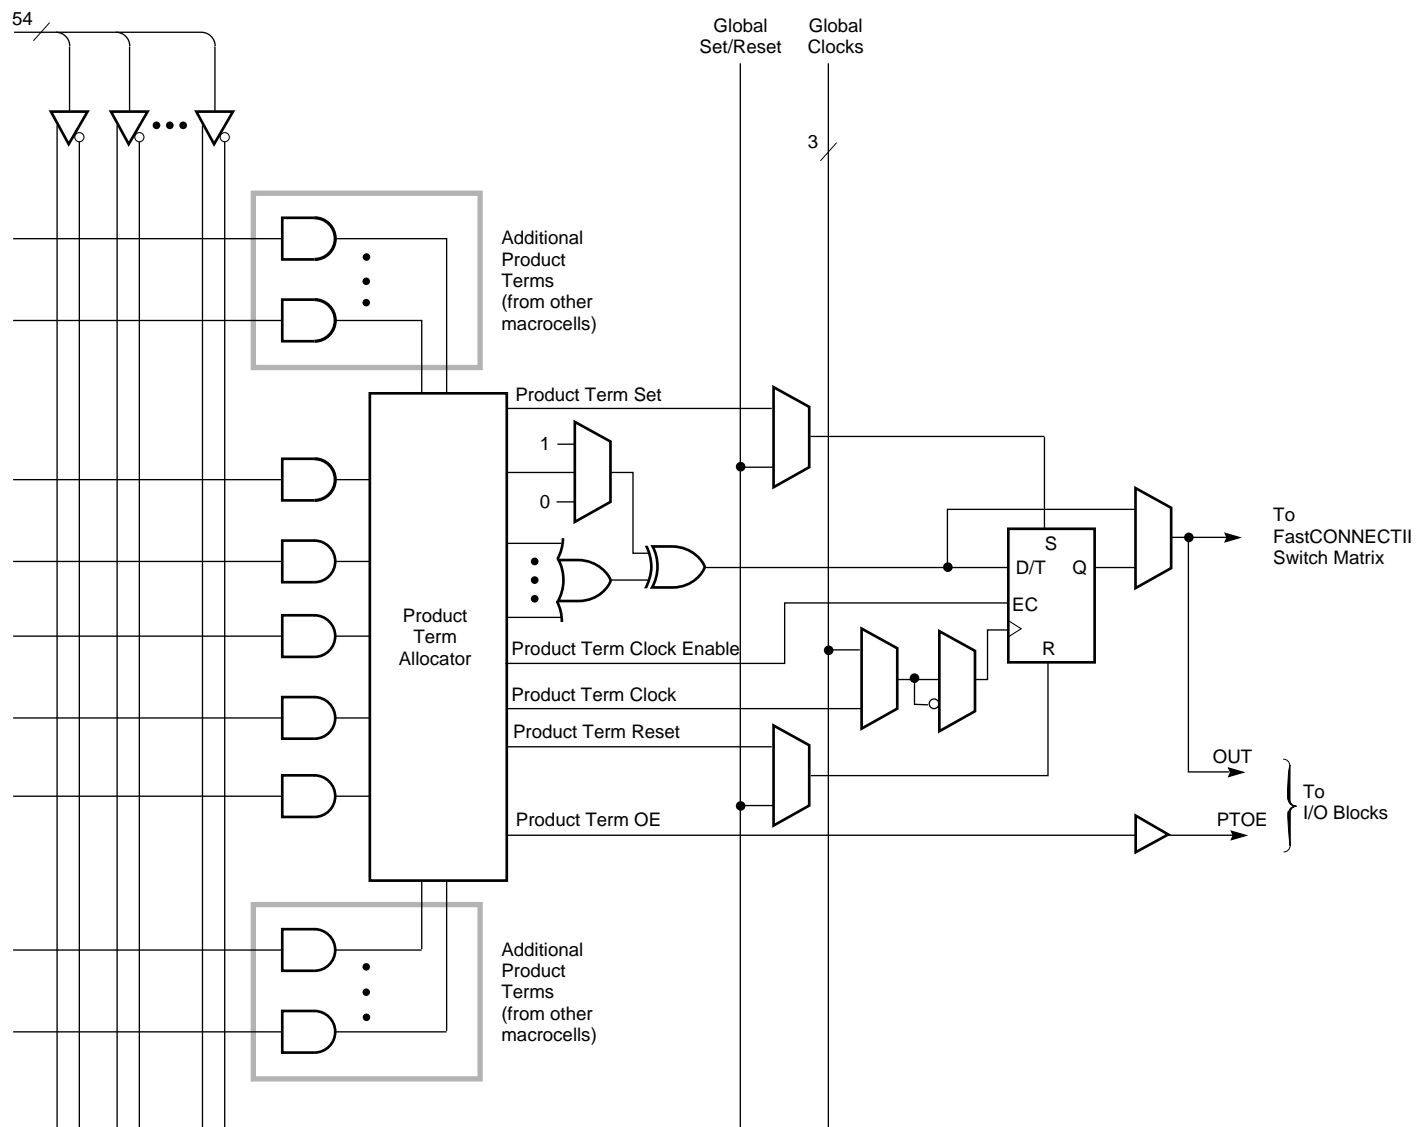 54
Global
Set/Reset
Global
Clocks
3
Additional
Product
Terms
(from other
macrocells)
Product Term Set
1
0
Product
Term
Allocator
Product Term Clock Enable
Product Term Clock
Product Term Reset
Product Term OE
S
D/T
Q
EC
R
To
FastCONNECTII
Switch Matrix
OUT
PTOE
To
I/O Blocks
Additional
Product
Terms
(from other
macrocells)